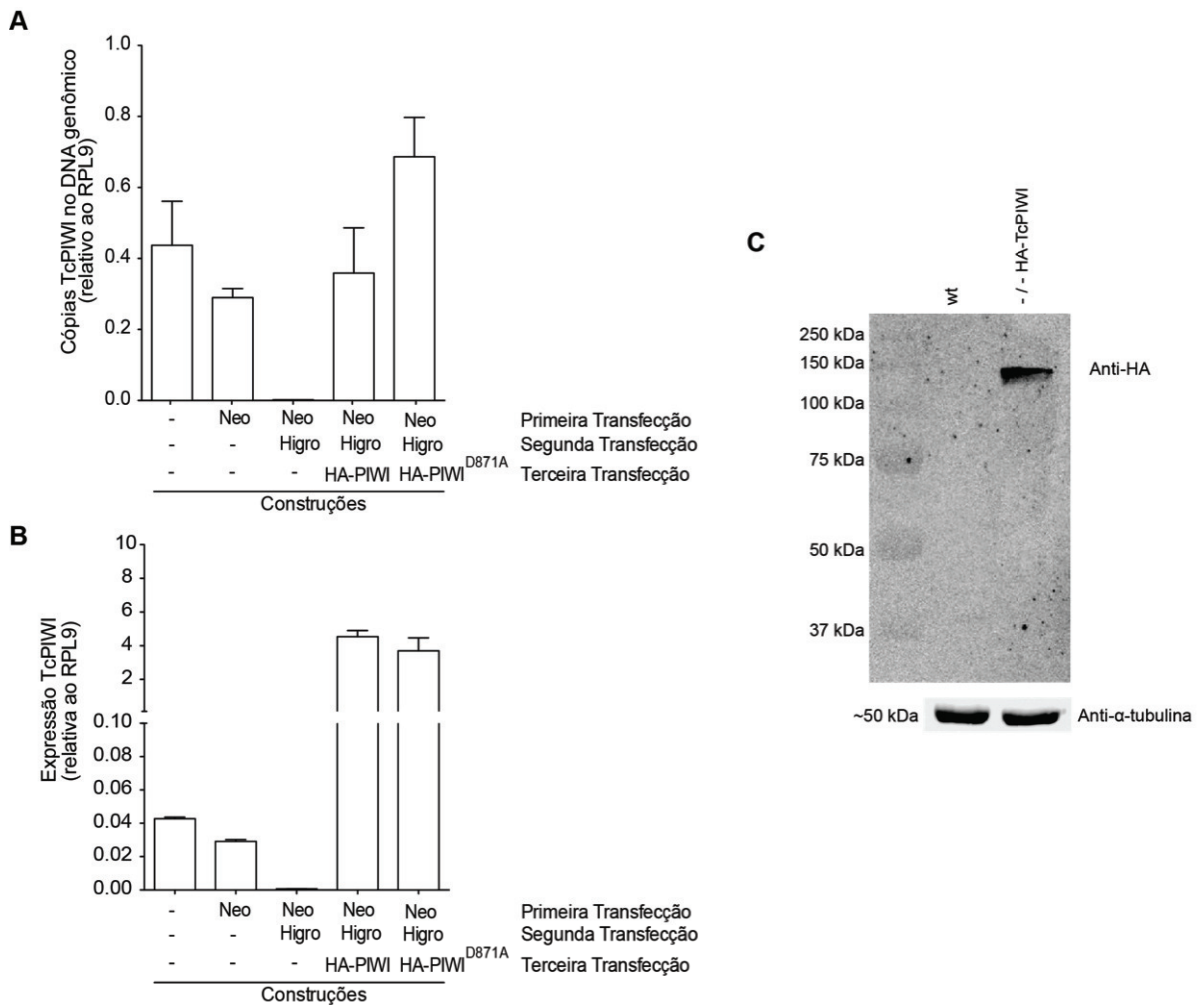 A
Cópias TcPIWI no DNA genômico
(relativo ao RPL9)
1.0
0.8
0.6
0.4
0.2
0.0
- Neo Neo Neo Neo Primeira Transfecção
- - Higro Higro Higro Segunda Transfecção
- - - HA-PIWI HA-PIWI D871A Terceira Transfecção
Construções
B
Expressão TcPIWI
(relativa ao RPL9)
10
8
6
4
2
0.10
0.08
0.06
0.04
0.02
0.00
- Neo Neo Neo Neo Primeira Transfecção
- - Higro Higro Higro Segunda Transfecção
- - - HA-PIWI HA-PIWI D871A Terceira Transfecção
Construções
C
wt
- / - HA-TcPIWI
250 kDa
150 kDa
Anti-HA
100 kDa
75 kDa
50 kDa
37 kDa
~50 kDa
Anti-α-tubulina